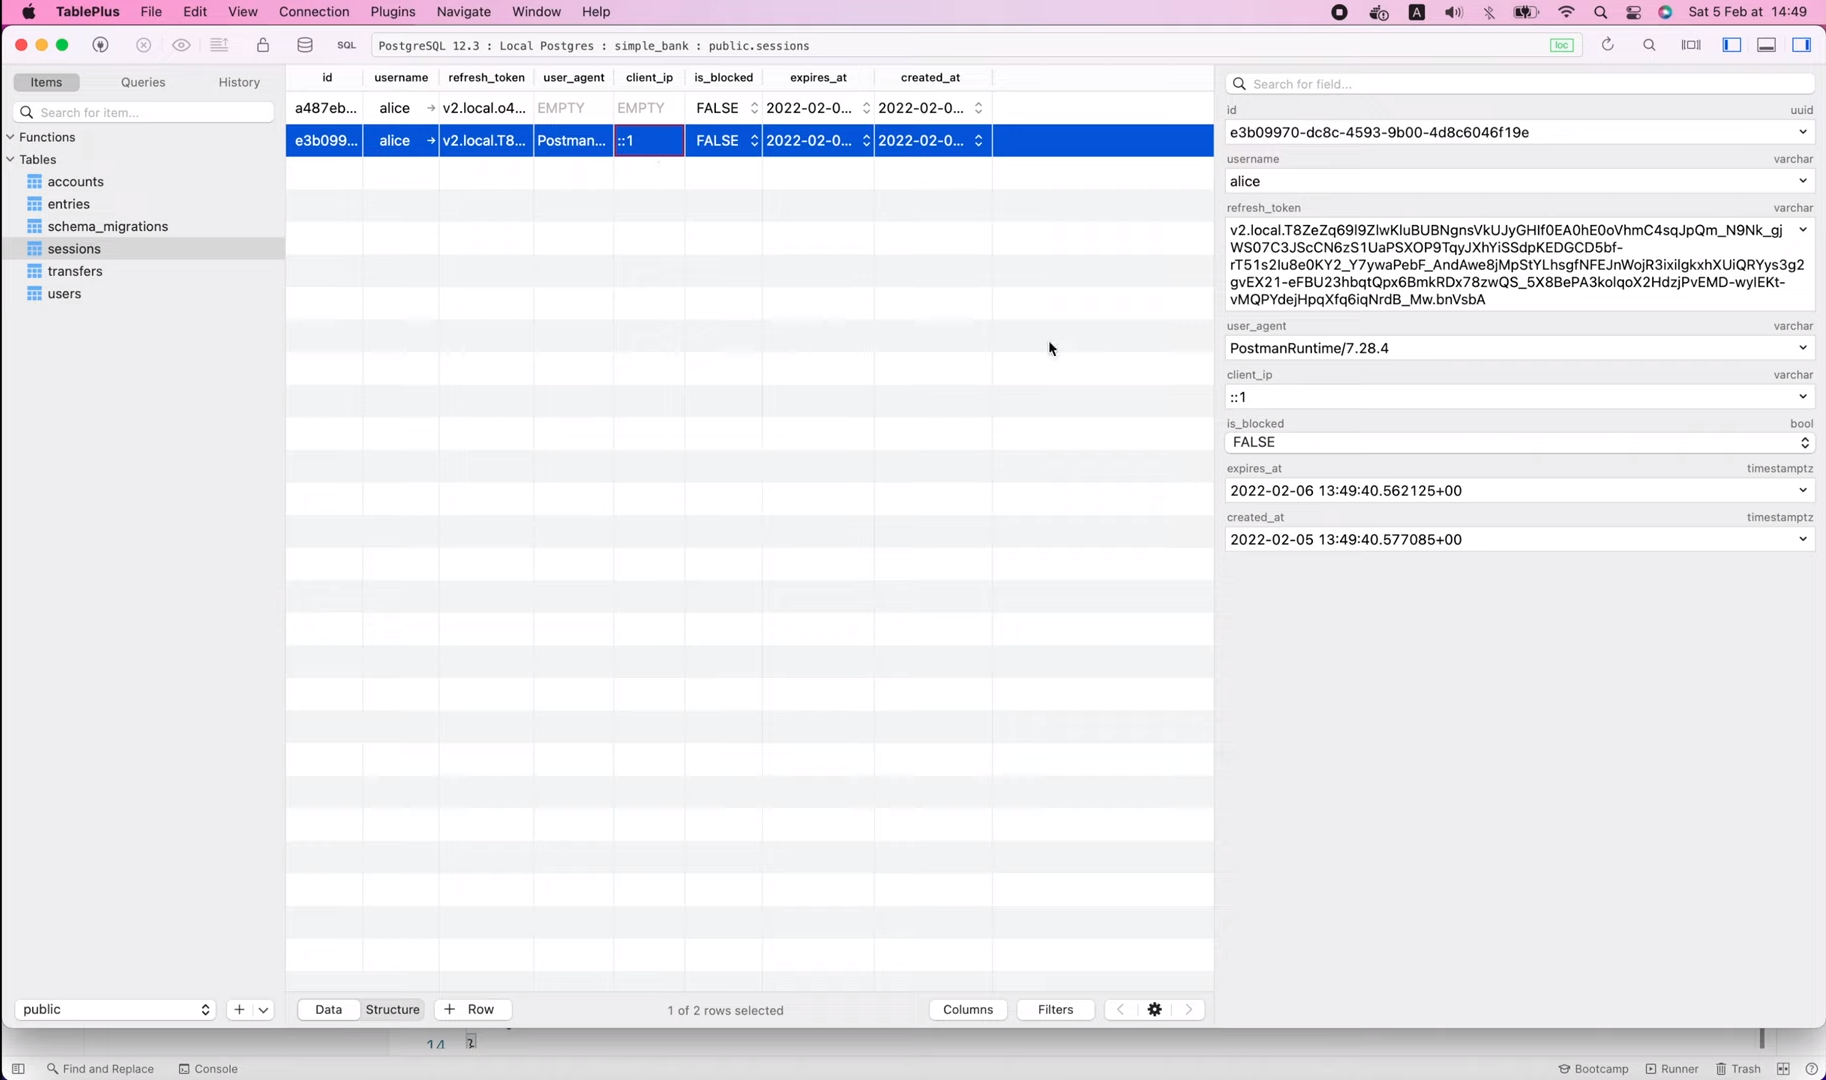 TablePlus File Edit View Connection Plugins Navigate Window Help A Sat 5 Feb at 14:49
SQL PostgreSQL 12.3 : Local Postgres : simple_bank : public.sessions loc
Items Queries History
Search for item...
Functions
Tables
accounts
entries
schema_migrations
sessions
transfers
users
id username refresh_token user_agent client_ip is_blocked expires_at created_at
a487eb... alice v2.local.o4... EMPTY EMPTY FALSE 2022-02-0... 2022-02-0...
e3b099... alice v2.local.T8... Postman... ::1 FALSE 2022-02-0... 2022-02-0...
Search for field...
id uuid
e3b09970-dc8c-4593-9b00-4d8c6046f19e
username varchar
alice
refresh_token varchar
v2.local.T8ZeZq69l9ZlwKluBUBNgnsVkUJyGHlf0EA0hE0oVhmC4sqJpQm_N9Nk_gj
WS07C3JScCN6zS1UaPSXOP9TqyJXhYiSSdpKEDGCD5bf-
rT51s2lu8e0KY2_Y7ywaPebF_AndAwe8jMpStYLhsgfNFEJnWojR3ixilgkxhXUiQRYys3g2
gvEX21-eFBU23hbqtQpx6BmkRDx78zwQS_5X8BePA3kolqoX2HdzjPvEMD-wylEKt-
vMQPYdejHpqXfq6iqNrdB_Mw.bnVsbA
user_agent varchar
PostmanRuntime/7.28.4
client_ip varchar
::1
is_blocked bool
FALSE
expires_at timestamptz
2022-02-06 13:49:40.562125+00
created_at timestamptz
2022-02-05 13:49:40.577085+00
public Data Structure + Row 1 of 2 rows selected Columns Filters
14 }
Find and Replace Console Bootcamp Runner Trash